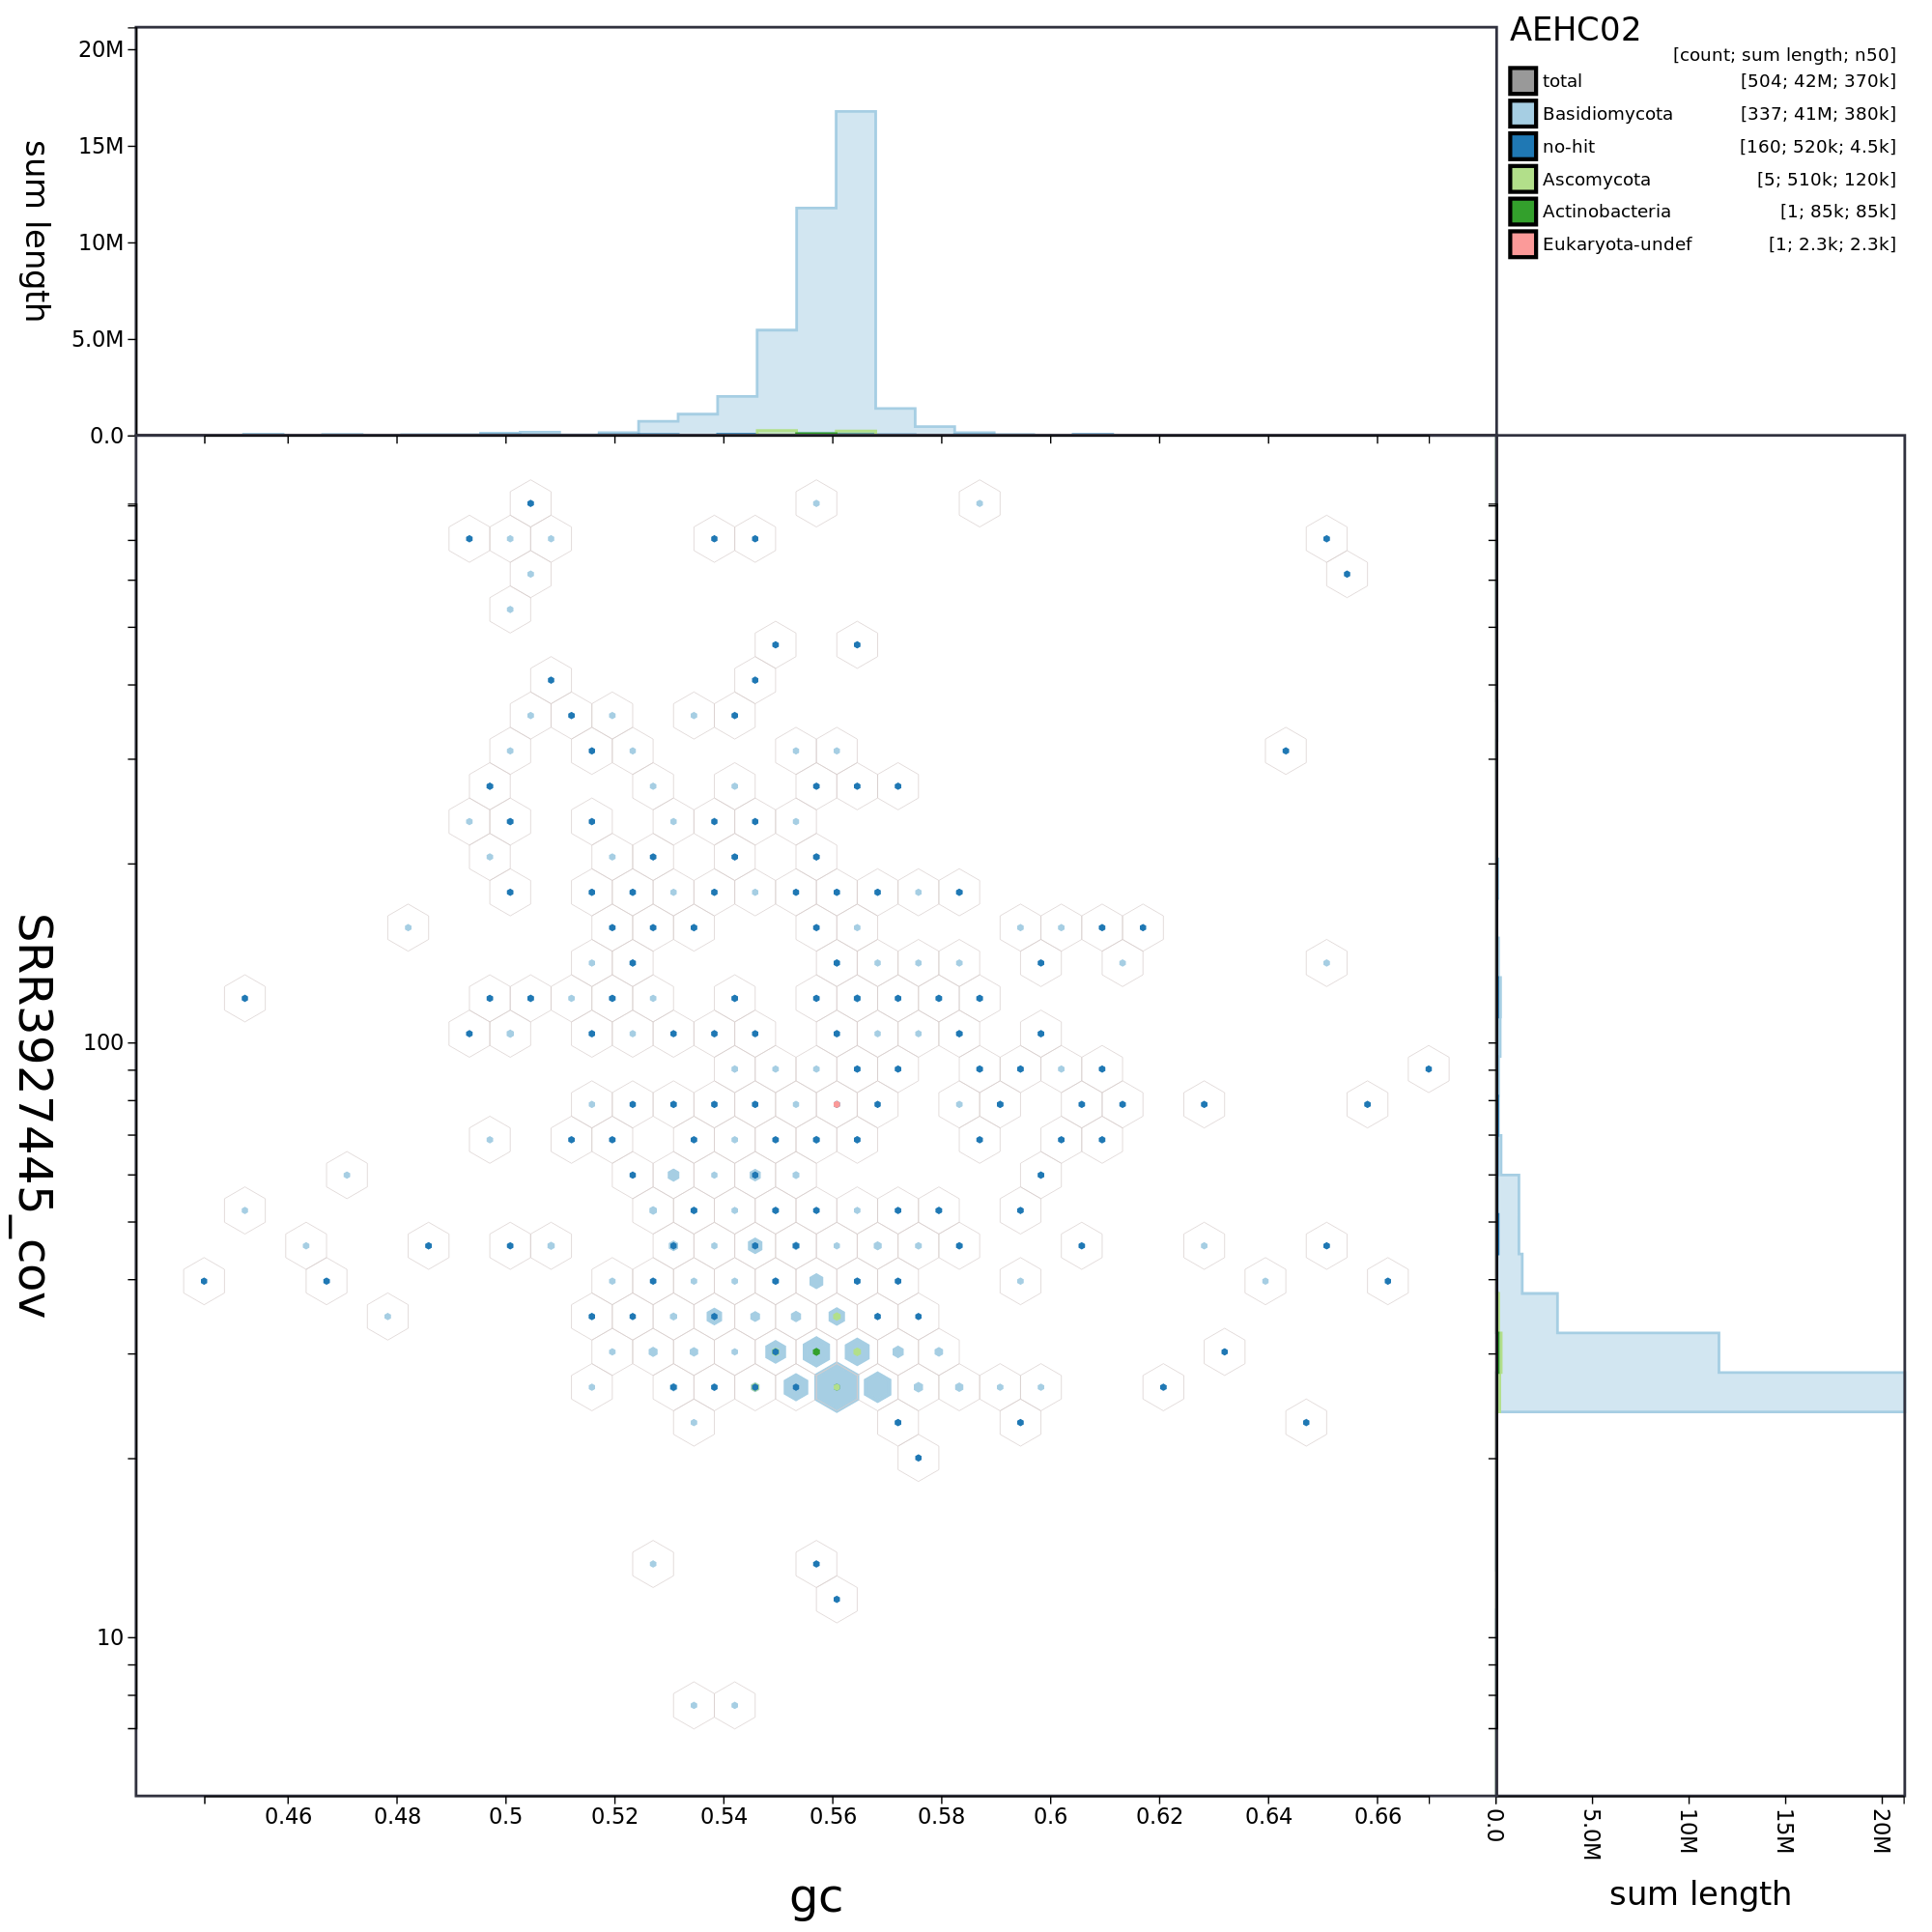 AEHC02
[count; sum length; n50]
total [504; 42M; 370k]
Basidiomycota [337; 41M; 380k]
no-hit [160; 520k; 4.5k]
Ascomycota [5; 510k; 120k]
Actinobacteria [1; 85k; 85k]
Eukaryota-undef [1; 2.3k; 2.3k]
sum length
20M
15M
10M
5.0M
0.0
SRR3927445_cov
100
10
0.46 0.48 0.5 0.52 0.54 0.56 0.58 0.6 0.62 0.64 0.66
gc
0.0 5.0M 10M 15M 20M
sum length